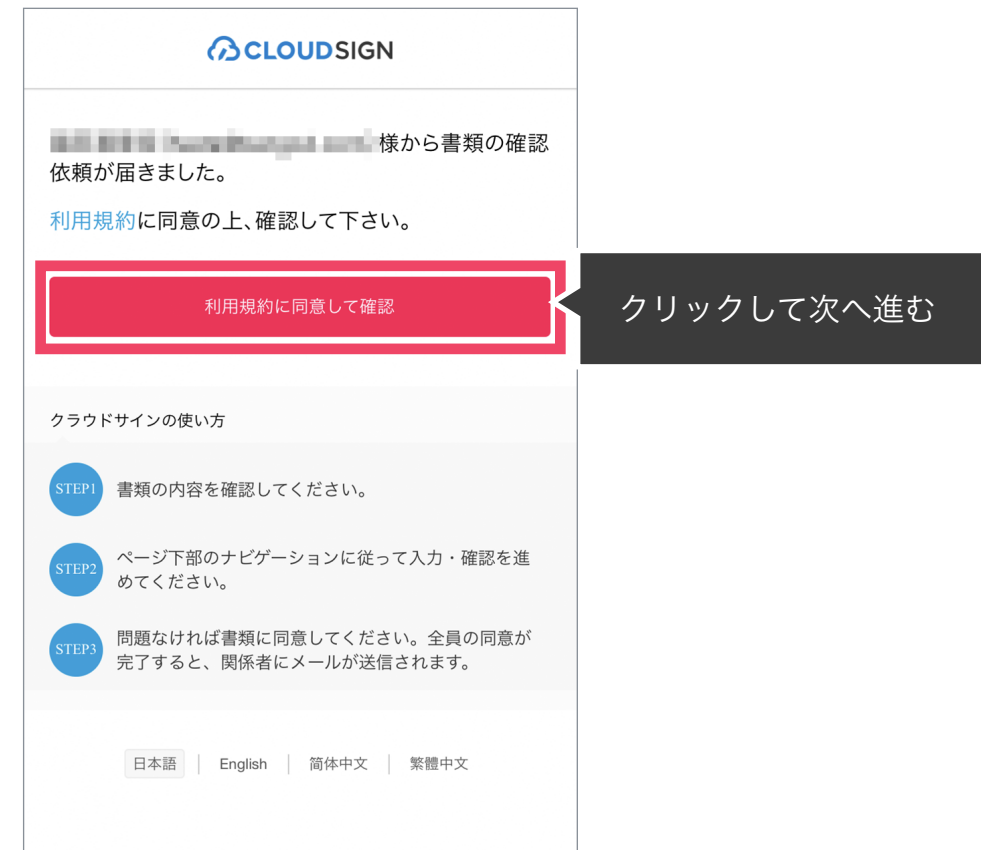 CLOUDSIGN
様から書類の確認
依頼が届きました。
利用規約に同意の上、確認して下さい。
利用規約に同意して確認
クリックして次へ進む
クラウドサインの使い方
STEP1
書類の内容を確認してください。
STEP2
ページ下部のナビゲーションに従って入力・確認を進
めてください。
STEP3
問題なければ書類に同意してください。全員の同意が
完了すると、関係者にメールが送信されます。
日本語 English 简体中文 繁體中文